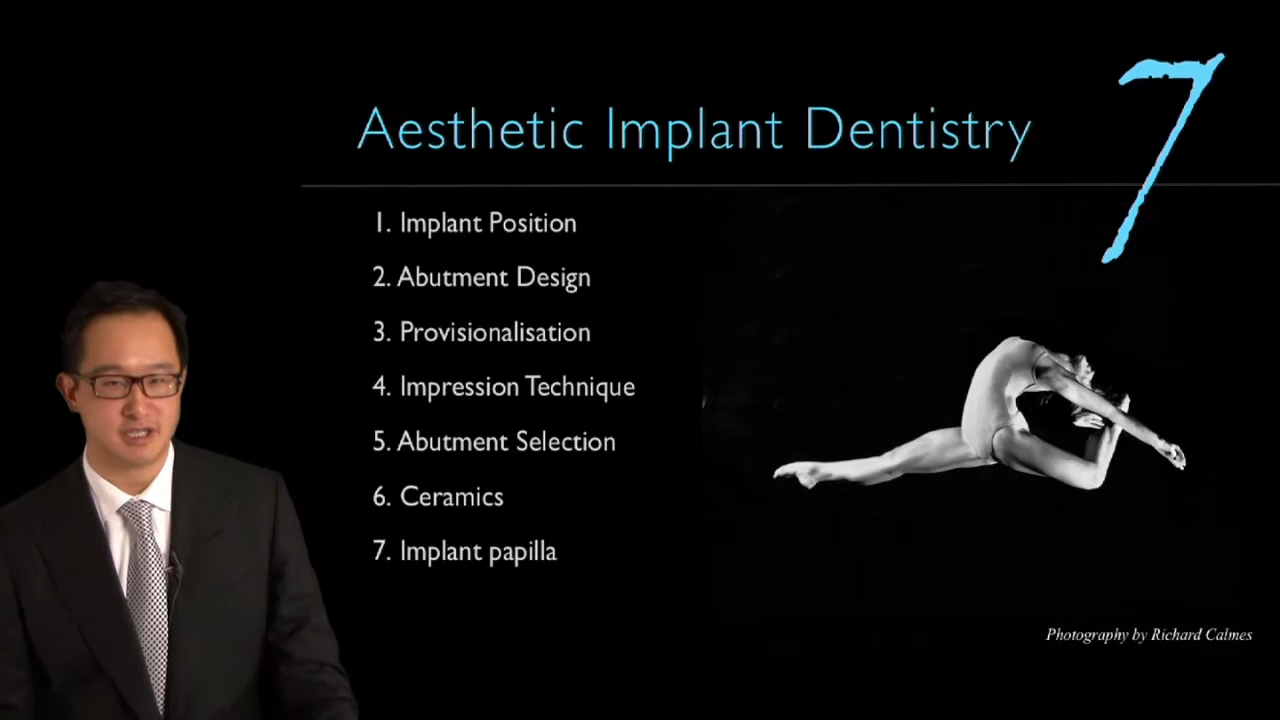 Aesthetic Implant Dentistry
7
1. Implant Position
2. Abutment Design
3. Provisionalisation
4. Impression Technique
5. Abutment Selection
6. Ceramics
7. Implant papilla
Photography by Richard Calmes